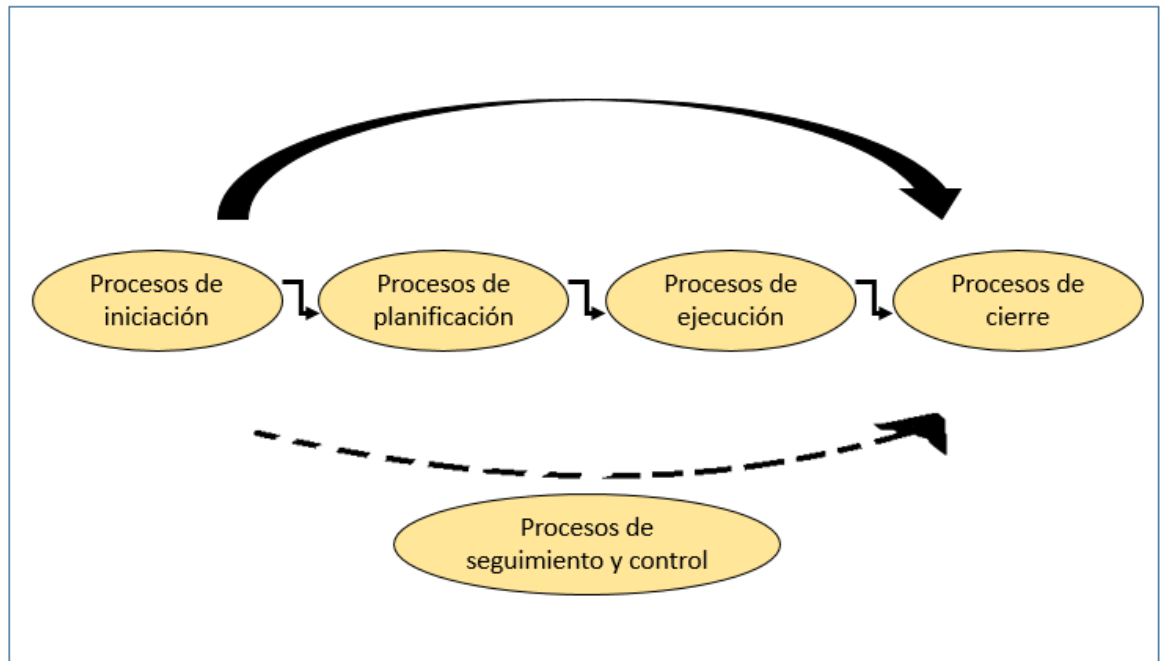 Procesos de
iniciación
Procesos de
planificación
Procesos de
ejecución
Procesos de
cierre
Procesos de
seguimiento y control